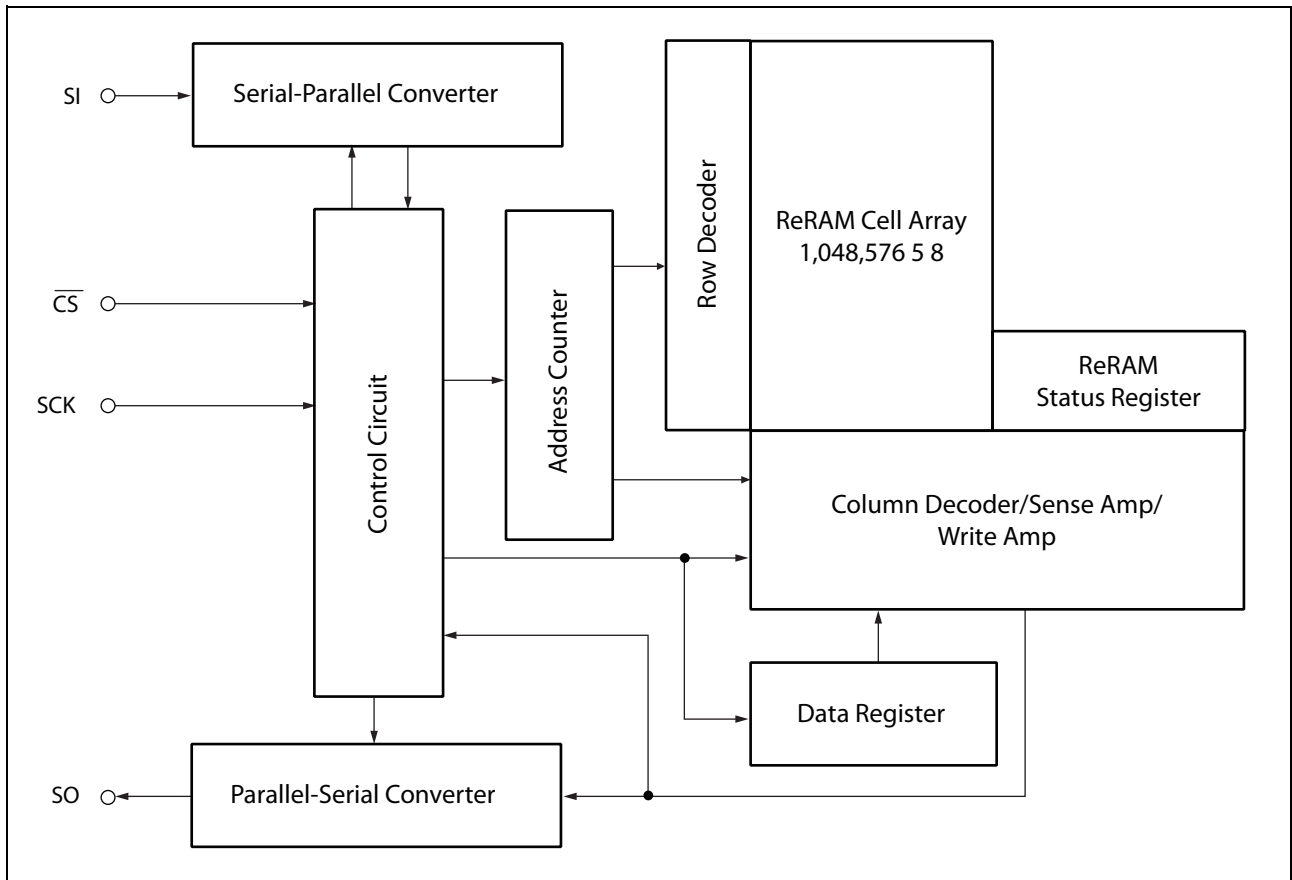 SI
Serial-Parallel Converter
CS
SCK
Control Circuit
Address Counter
Row Decoder
ReRAM Cell Array
1,048,576 5 8
ReRAM
Status Register
Column Decoder/Sense Amp/
Write Amp
Data Register
SO
Parallel-Serial Converter